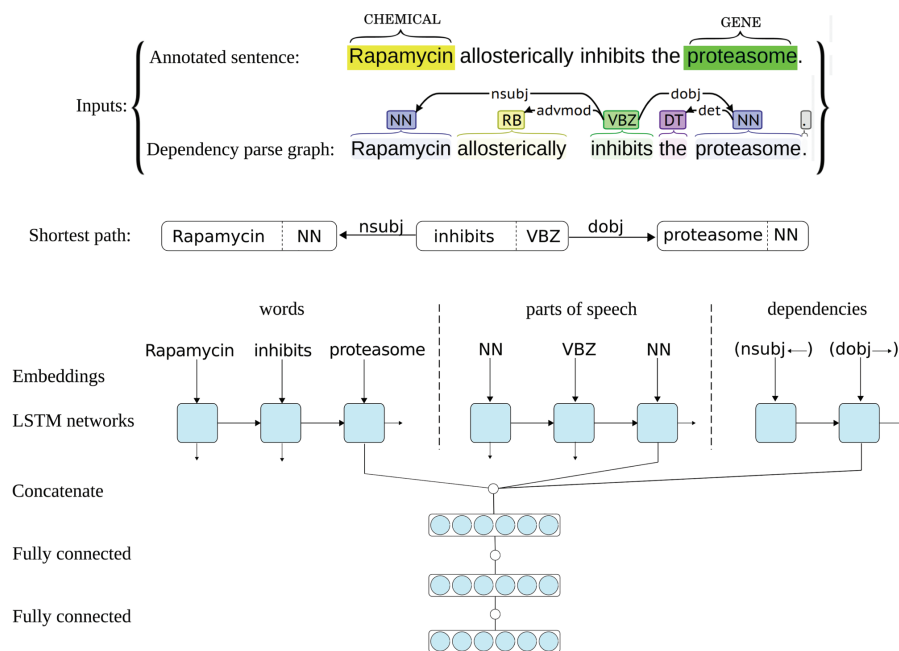 CHEMICAL GENE
Annotated sentence: Rapamycin allosterically inhibits the proteasome.
Inputs:
nsubj dobj
advmod det
NN RB VBZ DT NN .
Dependency parse graph: Rapamycin allosterically inhibits the proteasome.
Shortest path: Rapamycin NN nsubj inhibits VBZ dobj proteasome NN
words parts of speech dependencies
Rapamycin inhibits proteasome NN VBZ NN (nsubj←) (dobj→)
Embeddings
LSTM networks
Concatenate
Fully connected
Fully connected